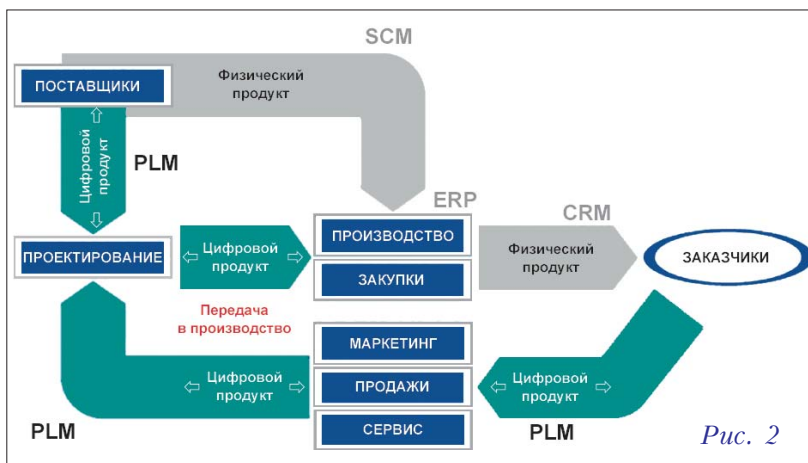 SCM
ПОСТАВЩИКИ
Физический
продукт
Цифровой
продукт
PLM
ERP
CRM
ПРОЕКТИРОВАНИЕ
Цифровой
продукт
ПРОИЗВОДСТВО
ЗАКУПКИ
Физический
продукт
ЗАКАЗЧИКИ
Передача
в производство
МАРКЕТИНГ
ПРОДАЖИ
СЕРВИС
Цифровой
продукт
Цифровой
продукт
PLM
PLM
Рис. 2